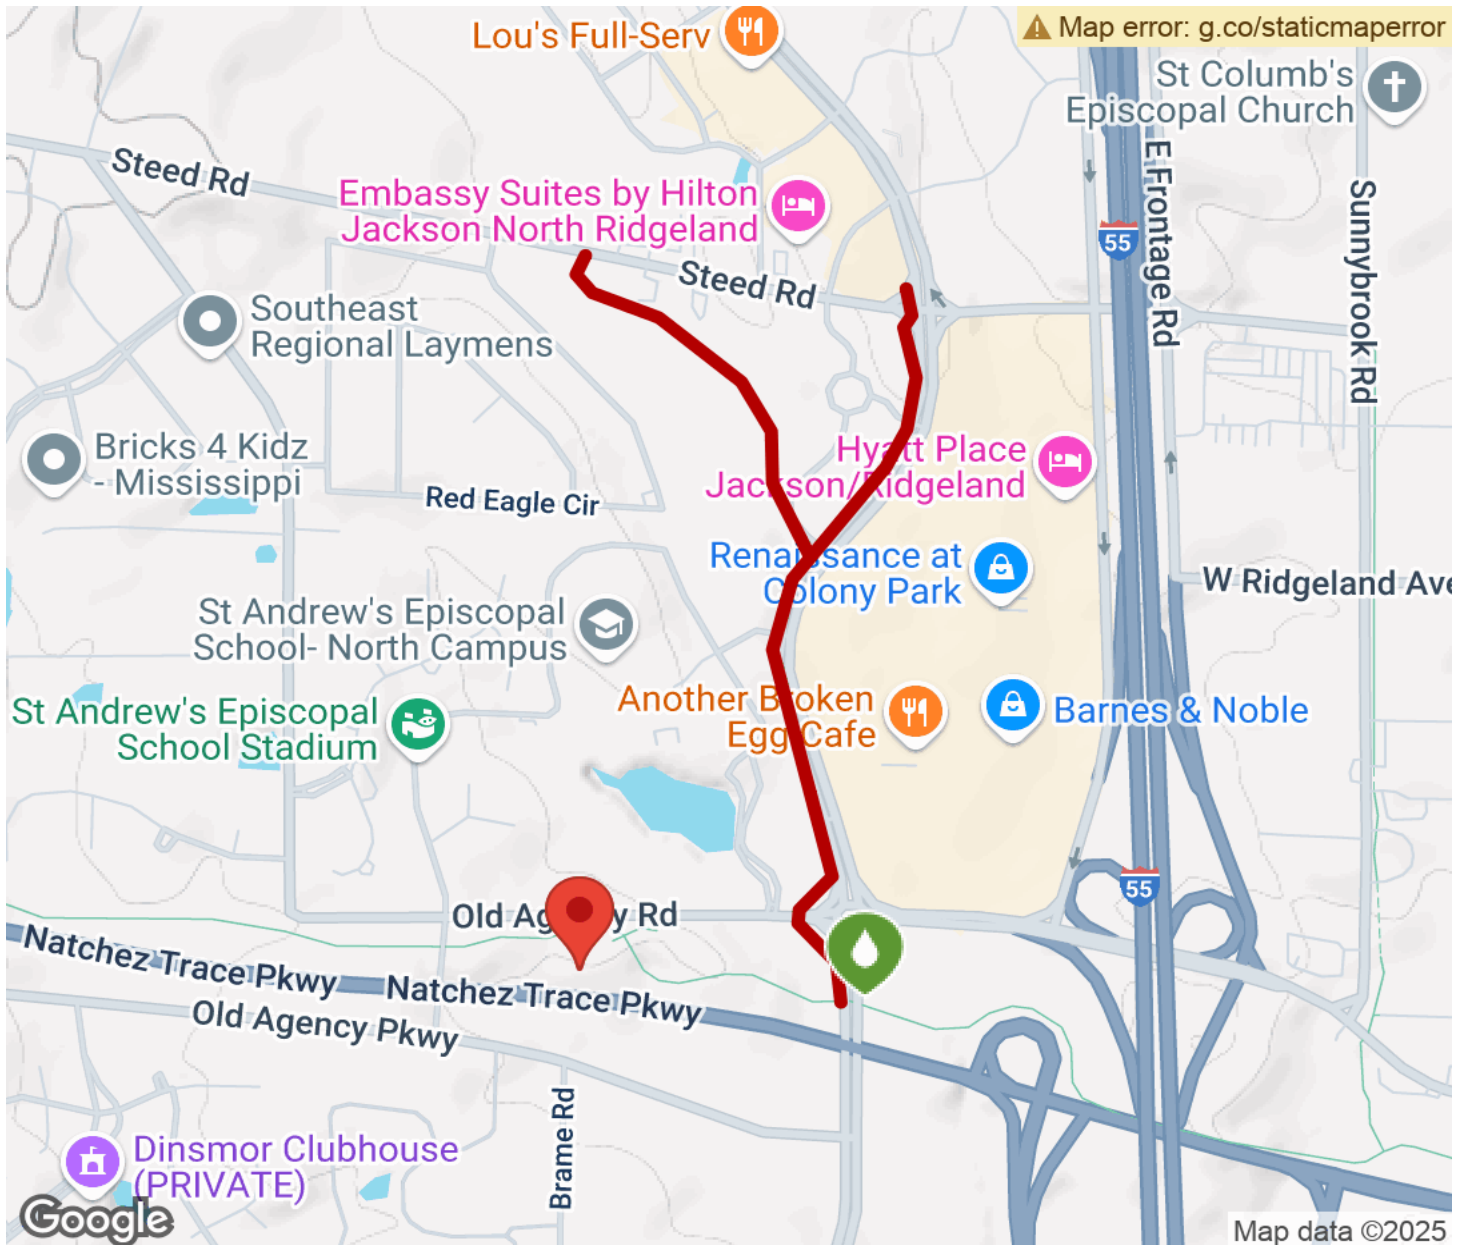 Lou's Full-Serv
Map error: g.co/staticmaperror
St Columb's
Episcopal Church
Steed Rd
Embassy Suites by Hilton
Jackson North Ridgeland
55
E Frontage Rd
Sunnybrook Rd
Steed Rd
Southeast
Regional Laymens
Bricks 4 Kidz
- Mississippi
Hyatt Place
Jackson/Ridgeland
Red Eagle Cir
Renaissance at
Colony Park
W Ridgeland Ave
St Andrew's Episcopal
School- North Campus
Another Broken
Egg Cafe
Barnes & Noble
St Andrew's Episcopal
School Stadium
55
Old Agency Rd
Natchez Trace Pkwy
Natchez Trace Pkwy
Old Agency Pkwy
Brame Rd
Dinsmor Clubhouse
(PRIVATE)
Google
Map data ©2025